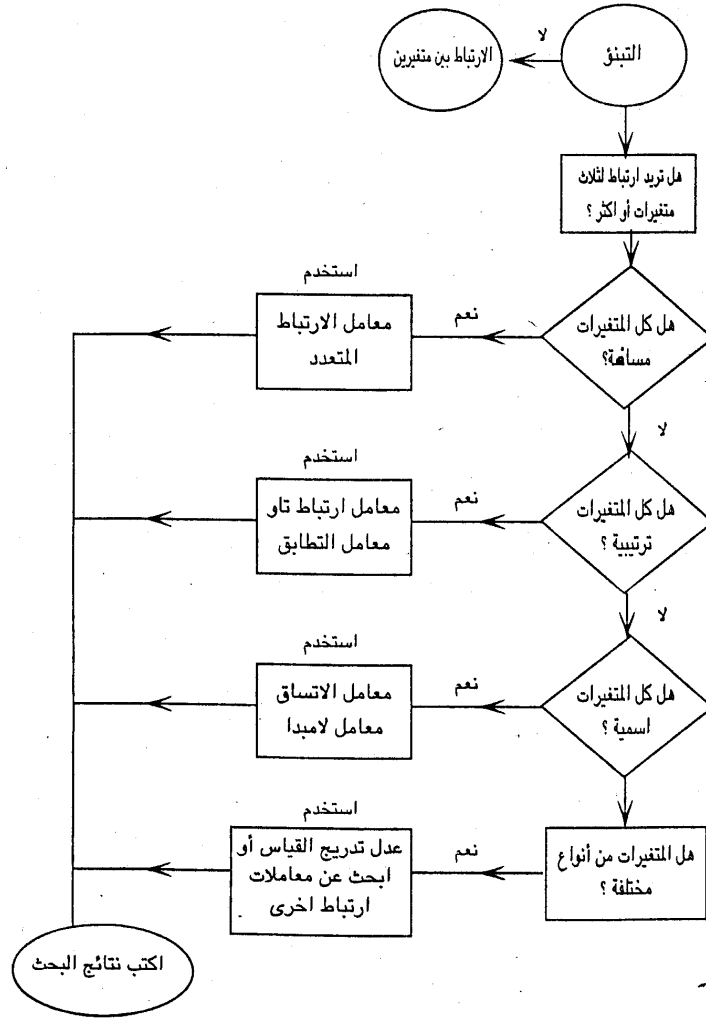 التبنؤ
لا
الارتباط بين متغيرين
هل تريد ارتباط لثلاث
متغيرات أو اكثر ؟
هل كل المتغيرات
مسافة؟
نعم
استخدم
معامل الارتباط
المتعدد
لا
هل كل المتغيرات
ترتيبية ؟
نعم
استخدم
معامل ارتباط تاو
معامل التطابق
لا
هل كل المتغيرات
اسمية ؟
نعم
استخدم
معامل الاتساق
معامل لامبدا
هل المتغيرات من أنواع
مختلفة ؟
نعم
استخدم
عدل تدريج القياس أو
ابحث عن معاملات
ارتباط اخرى
اكتب نتائج البحث